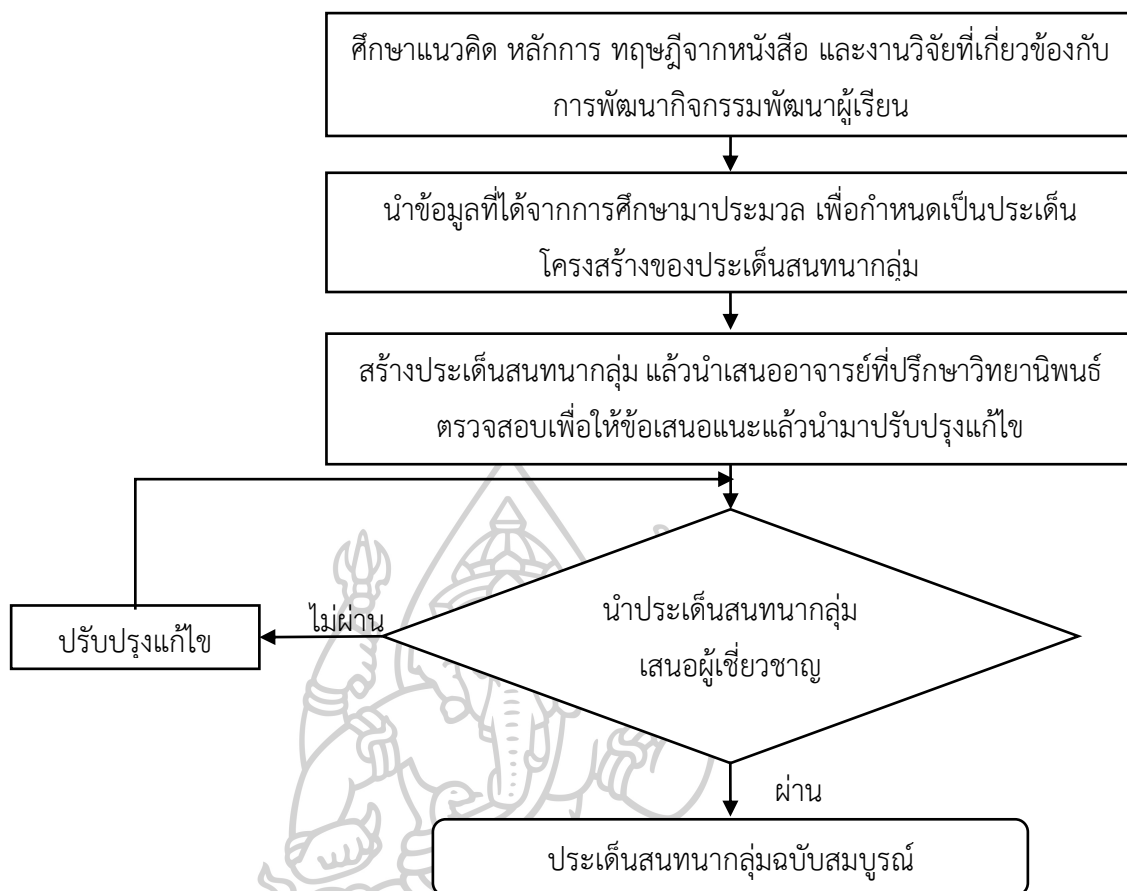 ศึกษาแนวคิด หลักการ ทฤษฎีจากหนังสือ และงานวิจัยที่เกี่ยวข้องกับ
การพัฒนากิจกรรมพัฒนาผู้เรียน
นำข้อมูลที่ได้จากการศึกษามาประมวล เพื่อกำหนดเป็นประเด็น
โครงสร้างของประเด็นสนทนากลุ่ม
สร้างประเด็นสนทนากลุ่ม แล้วนำเสนออาจารย์ที่ปรึกษาวิทยานิพนธ์
ตรวจสอบเพื่อให้ข้อเสนอแนะแล้วนำมาปรับปรุงแก้ไข
นำประเด็นสนทนากลุ่ม
เสนอผู้เชี่ยวชาญ
ไม่ผ่าน
ปรับปรุงแก้ไข
ผ่าน
ประเด็นสนทนากลุ่มฉบับสมบูรณ์